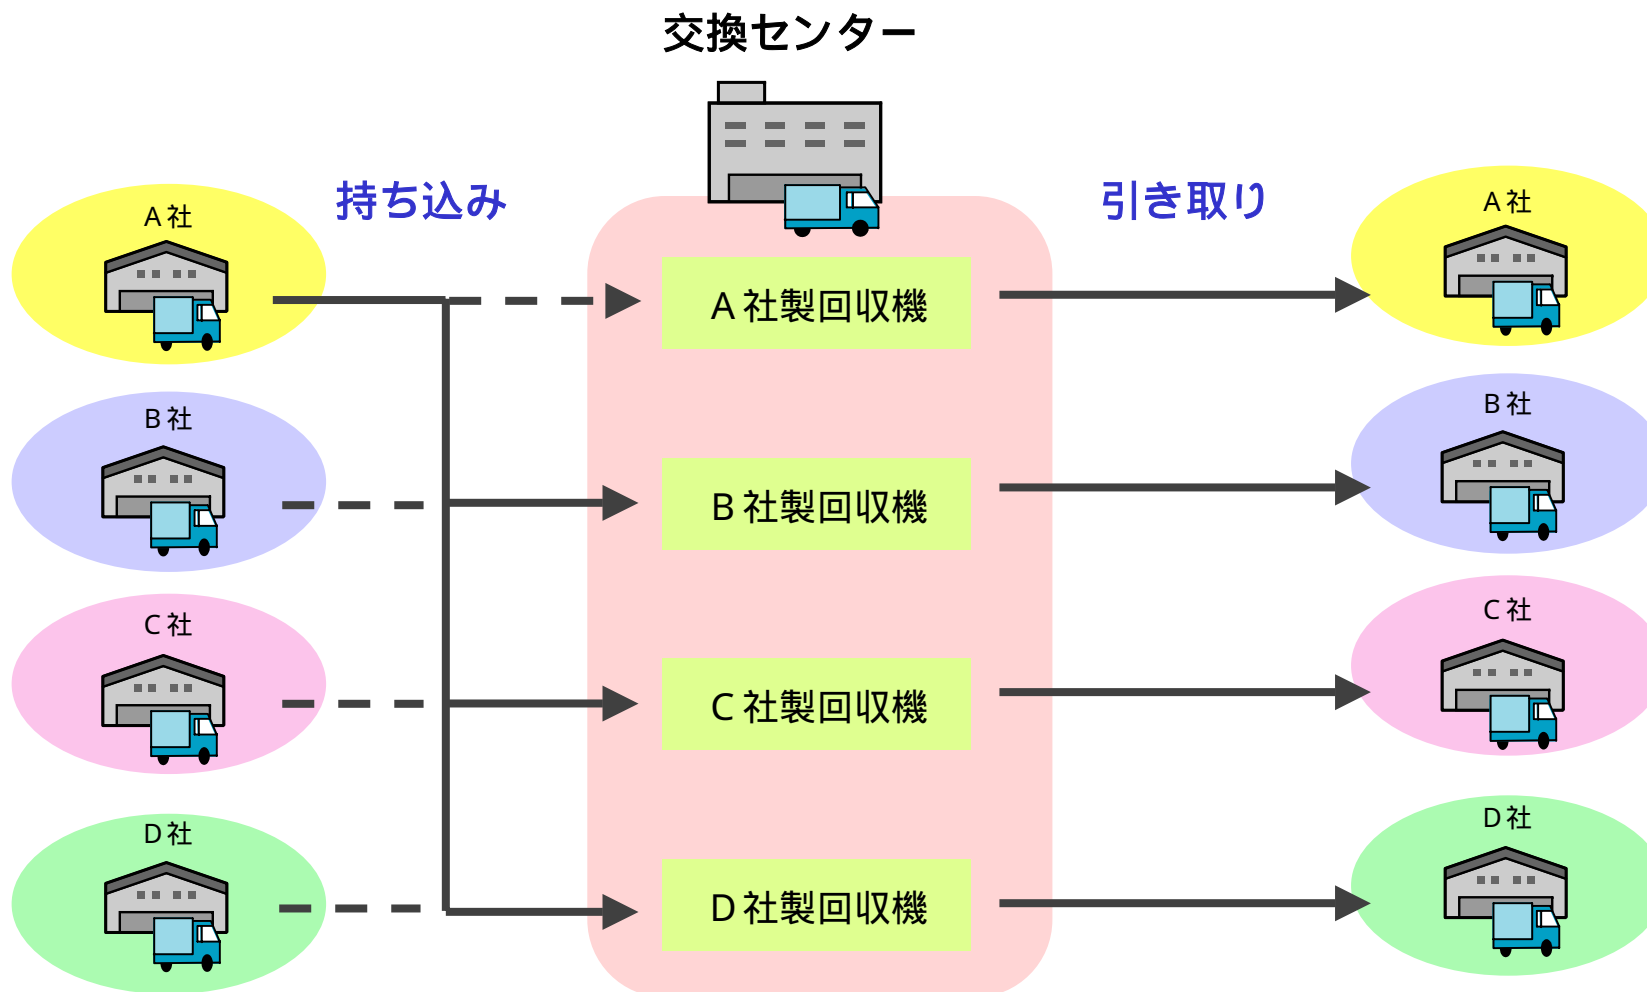 交換センター
持ち込み
引き取り
A社
B社
C社
D社
A社製回収機
B社製回収機
C社製回収機
D社製回収機
A社
B社
C社
D社